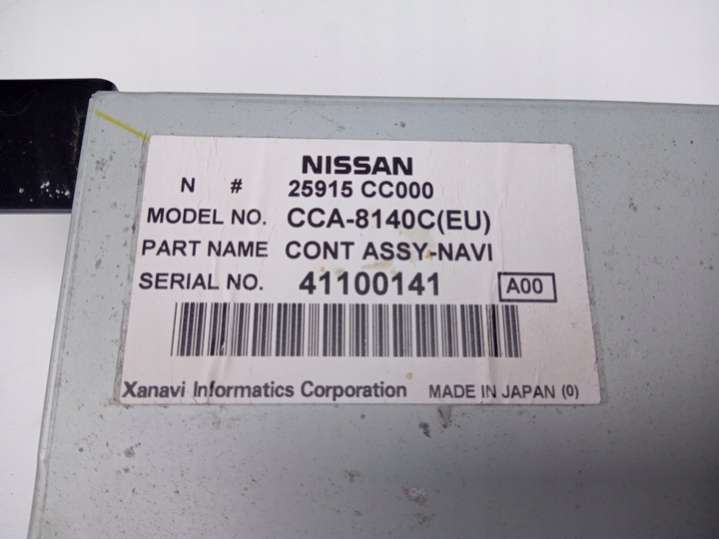 NISSAN
N # 25915 CC000
MODEL NO. CCA-8140C(EU)
PART NAME CONT ASSY-NAVI
SERIAL NO. 41100141 A00
Xanavi Informatics Corporation MADE IN JAPAN (0)